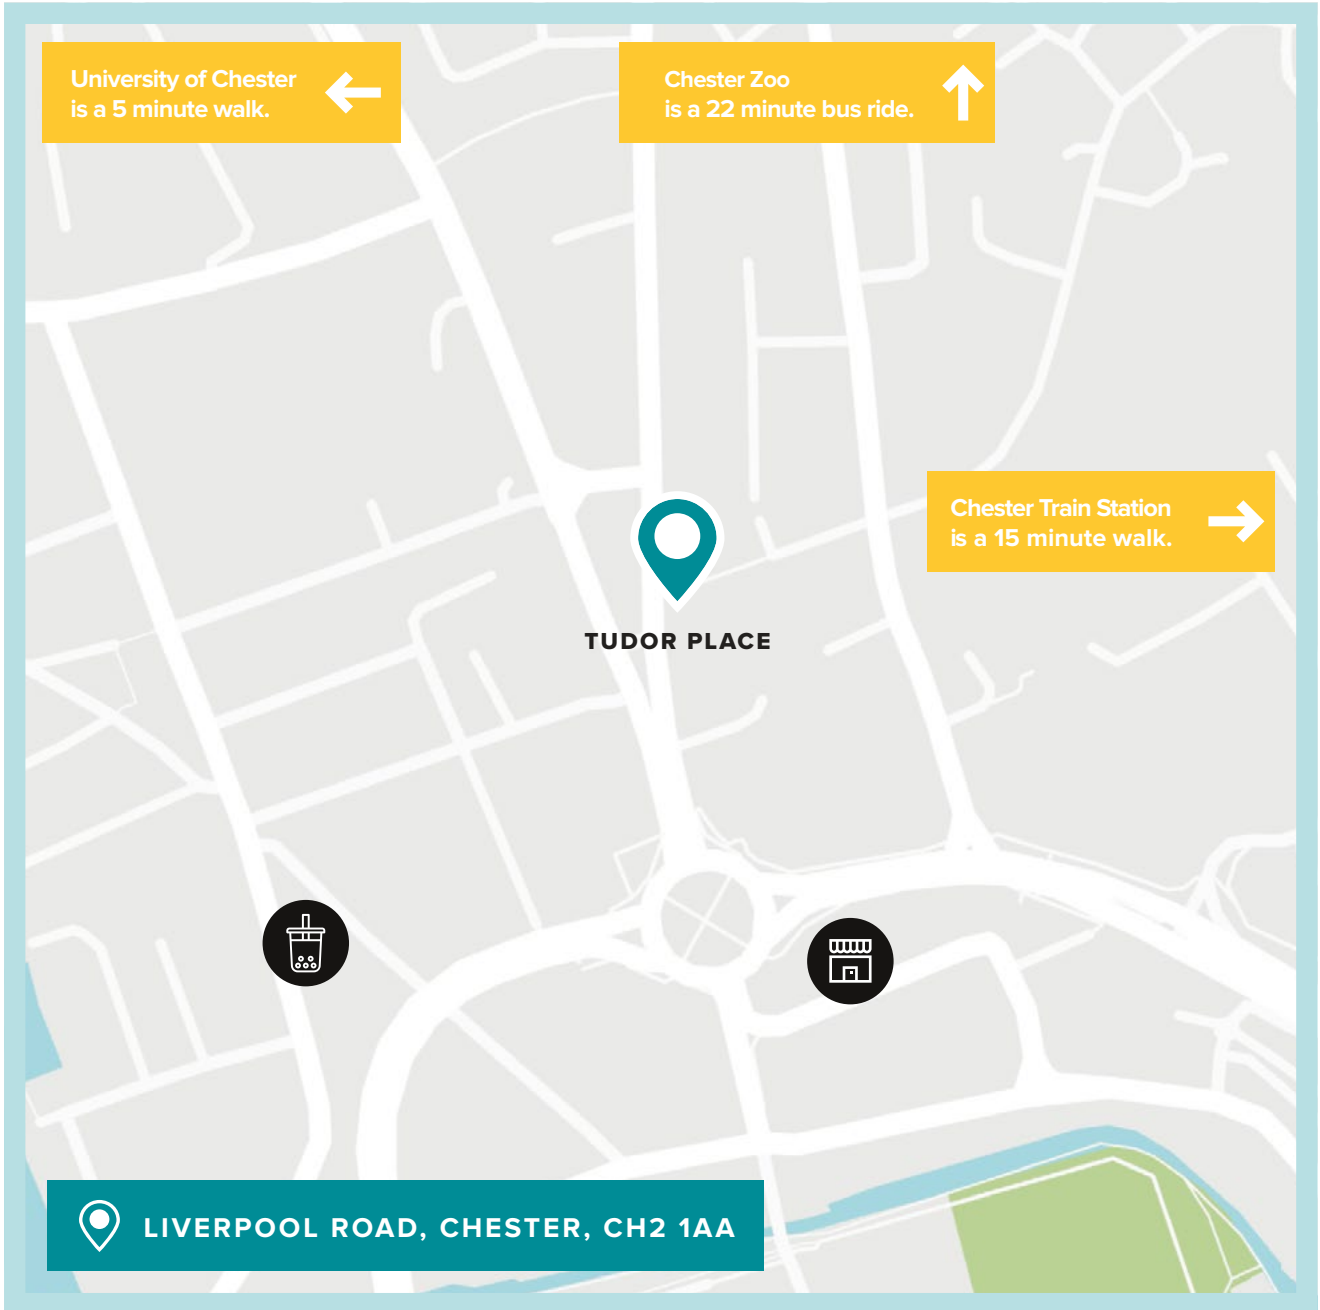 University of Chester
is a 5 minute walk.
Chester Zoo
is a 22 minute bus ride.
Chester Train Station
is a 15 minute walk.
TUDOR PLACE
LIVERPOOL ROAD, CHESTER, CH2 1AA